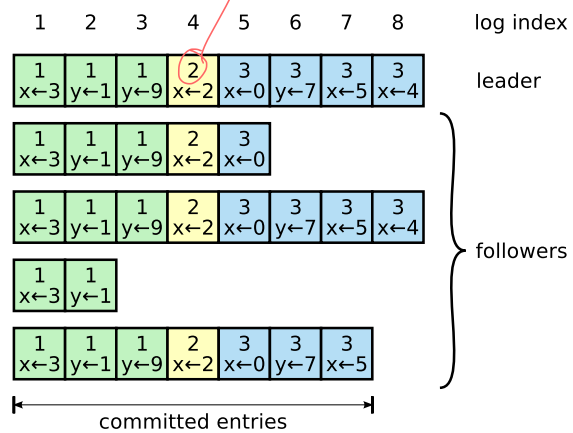 1 2 3 4 5 6 7 8 log index
1 1 1 2 3 3 3 3
x←3 y←1 y←9 x←2 x←0 y←7 x←5 x←4
leader
1 1 1 2 3
x←3 y←1 y←9 x←2 x←0
1 1 1 2 3 3 3 3
x←3 y←1 y←9 x←2 x←0 y←7 x←5 x←4
followers
1 1
x←3 y←1
1 1 1 2 3 3 3
x←3 y←1 y←9 x←2 x←0 y←7 x←5
committed entries